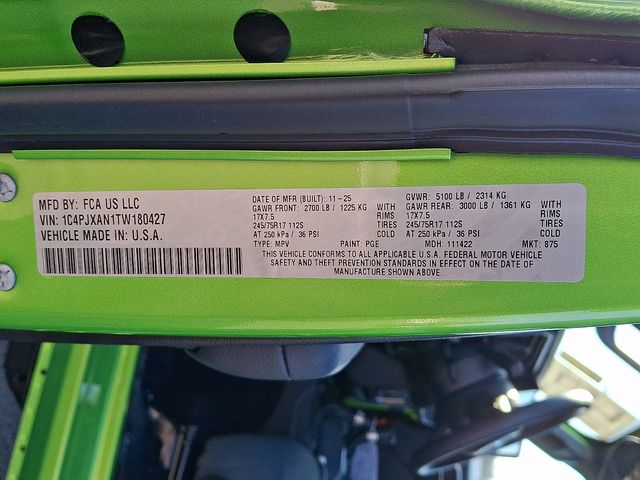 MFD BY: FCA US LLC
VIN: 1C4PJXAN1TW180427
VEHICLE MADE IN: U.S.A.
DATE OF MFR (BUILT): 11-25 GVWR: 5100 LB / 2314 KG
GAWR FRONT: 2700 LB / 1225 KG WITH GAWR REAR: 3000 LB / 1361 KG WITH
17X7.5 RIMS 17X7.5 RIMS
245/75R17 112S TIRES 245/75R17 112S TIRES
AT 250 kPa / 36 PSI COLD AT 250 kPa / 36 PSI COLD
TYPE: MPV PAINT: PGE MDH: 111422 MKT: 875
THIS VEHICLE CONFORMS TO ALL APPLICABLE U.S.A. FEDERAL MOTOR VEHICLE
SAFETY AND THEFT PREVENTION STANDARDS IN EFFECT ON THE DATE OF
MANUFACTURE SHOWN ABOVE.